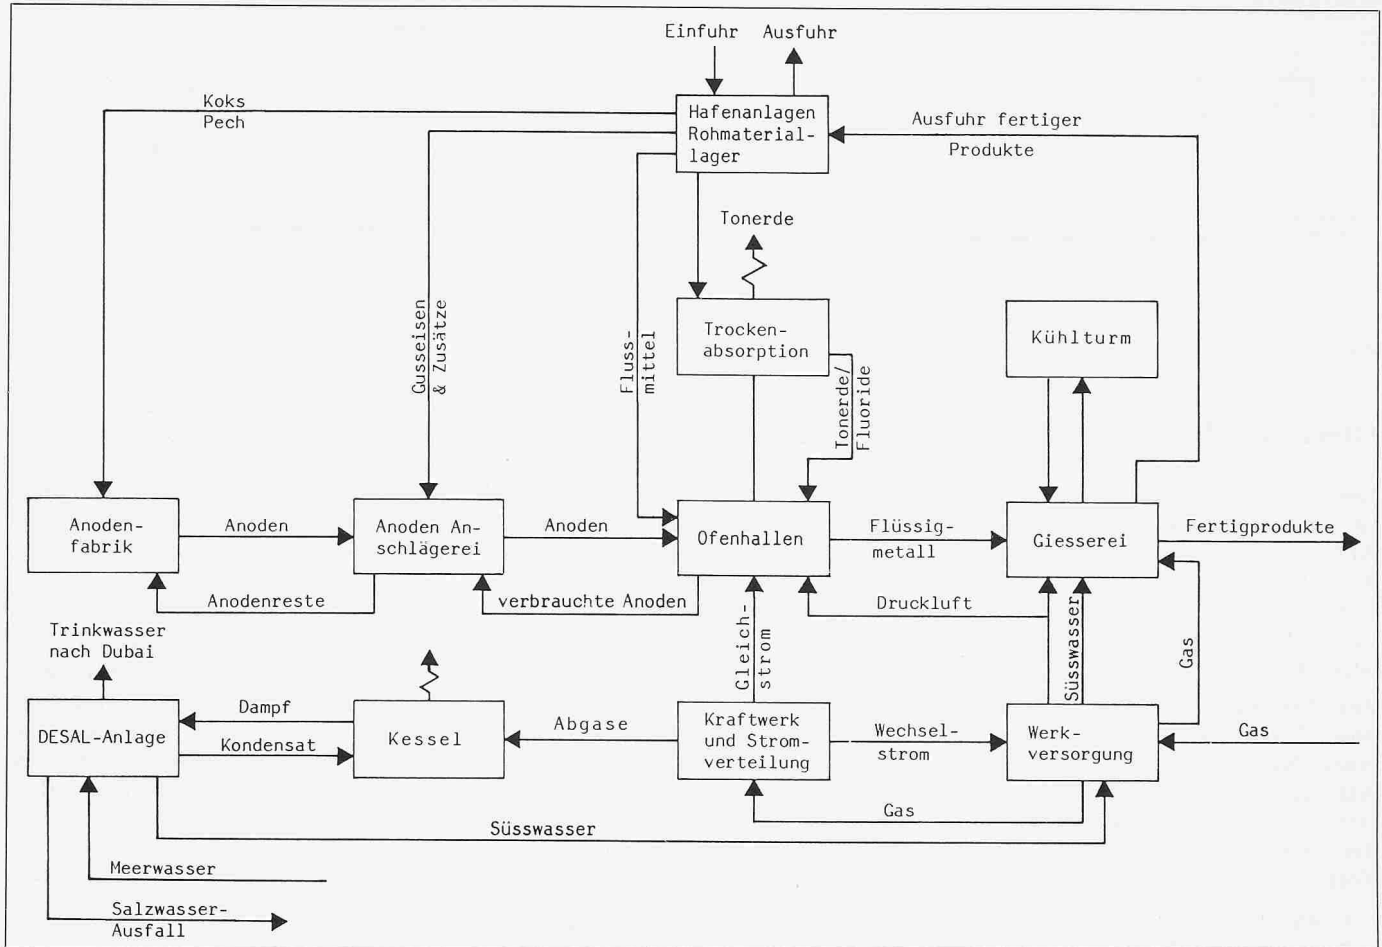 Einfuhr
Ausfuhr
Koks
Pech
Hafenanlagen
Rohmaterial-
lager
Ausfuhr fertiger
Produkte
Tonerde
Gusseisen
& Zusätze
Fluss-
mittel
Trocken-
absorption
Tonerde/
Fluoride
Kühlturm
Anoden-
fabrik
Anoden
Anoden An-
schlägerei
Anoden
Ofenhallen
Flüssig-
metall
Giesserei
Fertigprodukte
Anodenreste
verbrauchte Anoden
Druckluft
Trinkwasser
nach Dubai
Gleich-
strom
Süsswasser
Gas
DESAL-Anlage
Dampf
Kondensat
Kessel
Abgase
Kraftwerk
und Strom-
verteilung
Wechsel-
strom
Werk-
versorgung
Gas
Gas
Süsswasser
Meerwasser
Salzwasser-
Ausfall